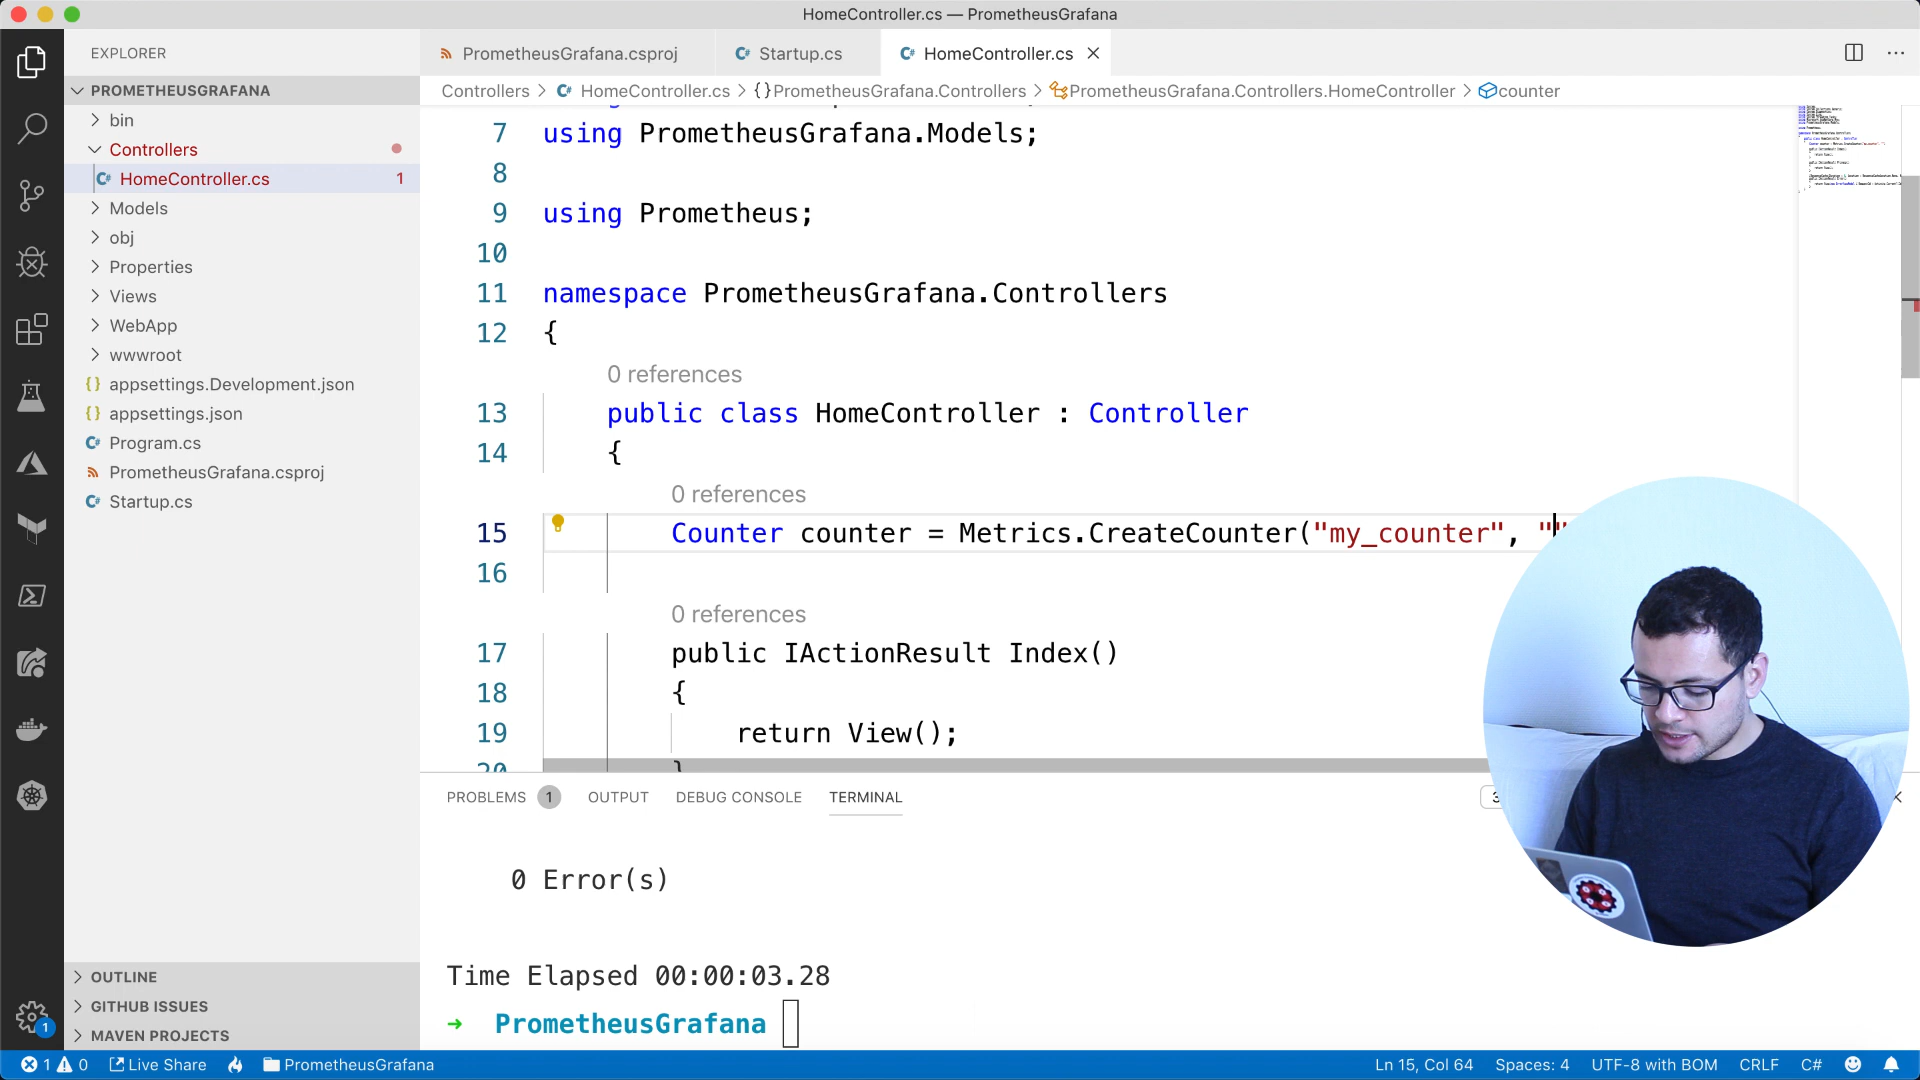 HomeController.cs — PrometheusGrafana
EXPLORER
PrometheusGrafana.csproj
Startup.cs
HomeController.cs
PROMETHEUSGRAFANA
Controllers
HomeController.cs
{} PrometheusGrafana.Controllers
PrometheusGrafana.Controllers.HomeController
counter
bin
Controllers
HomeController.cs 1
Models
obj
Properties
Views
WebApp
wwwroot
{} appsettings.Development.json
{} appsettings.json
Program.cs
PrometheusGrafana.csproj
Startup.cs
7 using PrometheusGrafana.Models;
8
9 using Prometheus;
10
11 namespace PrometheusGrafana.Controllers
12 {
0 references
13 public class HomeController : Controller
14 {
0 references
15 Counter counter = Metrics.CreateCounter("my_counter", ""
16
0 references
17 public IActionResult Index()
18 {
19 return View();
20 }
PROBLEMS 1
OUTPUT
DEBUG CONSOLE
TERMINAL
0 Error(s)
Time Elapsed 00:00:03.28
➜ PrometheusGrafana
OUTLINE
GITHUB ISSUES
MAVEN PROJECTS
1
1 0
Live Share
PrometheusGrafana
Ln 15, Col 64
Spaces: 4
UTF-8 with BOM
CRLF
C#